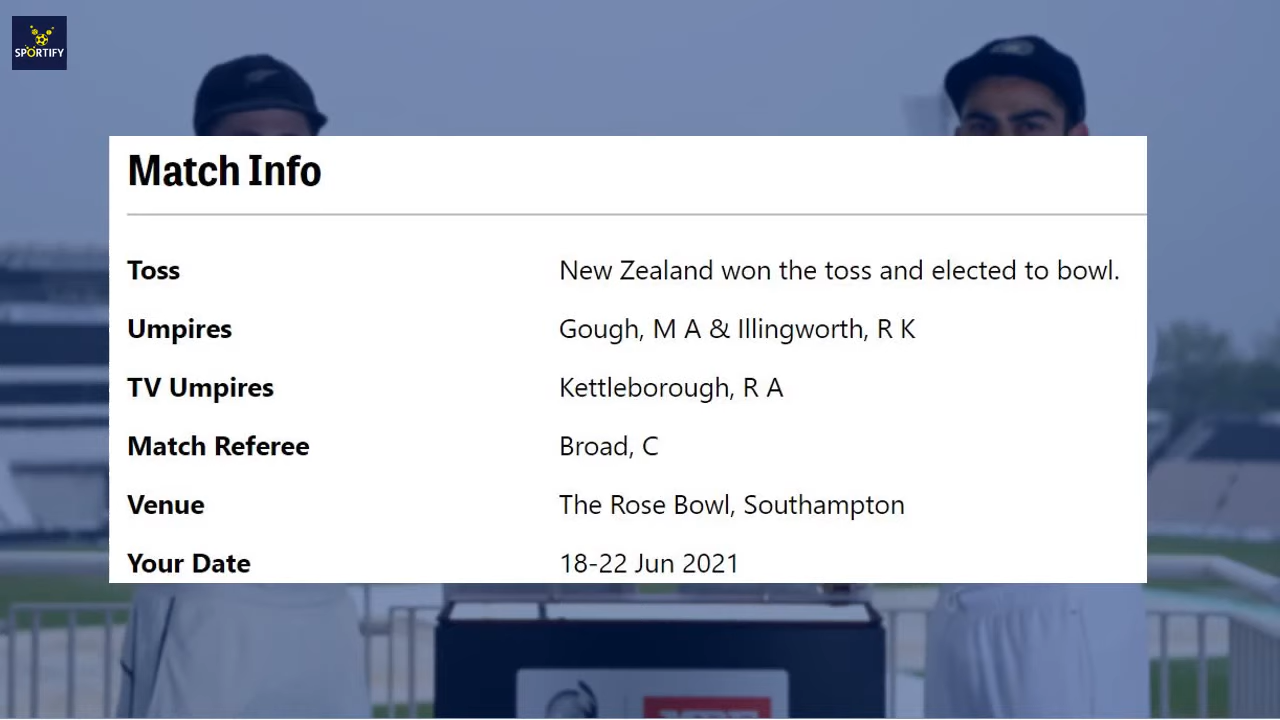 SPORTIFY
Match Info
Toss New Zealand won the toss and elected to bowl.
Umpires Gough, M A & Illingworth, R K
TV Umpires Kettleborough, R A
Match Referee Broad, C
Venue The Rose Bowl, Southampton
Your Date 18-22 Jun 2021